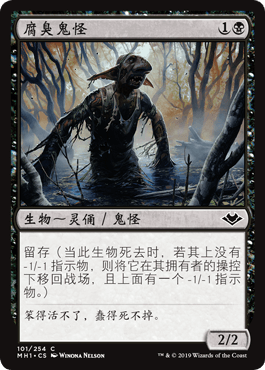 腐臭鬼怪 1
生物～灵俑／鬼怪
留存（当此生物死去时，若其上没有
-1/-1指示物，则将它在其拥有者的操控
下移回战场，且上面有一个-1/-1指示
物。）
笨得活不了，蠢得死不掉。
2/2
101/254 C
MH1・CS WINONA NELSON
™ & © 2019 Wizards of the Coast